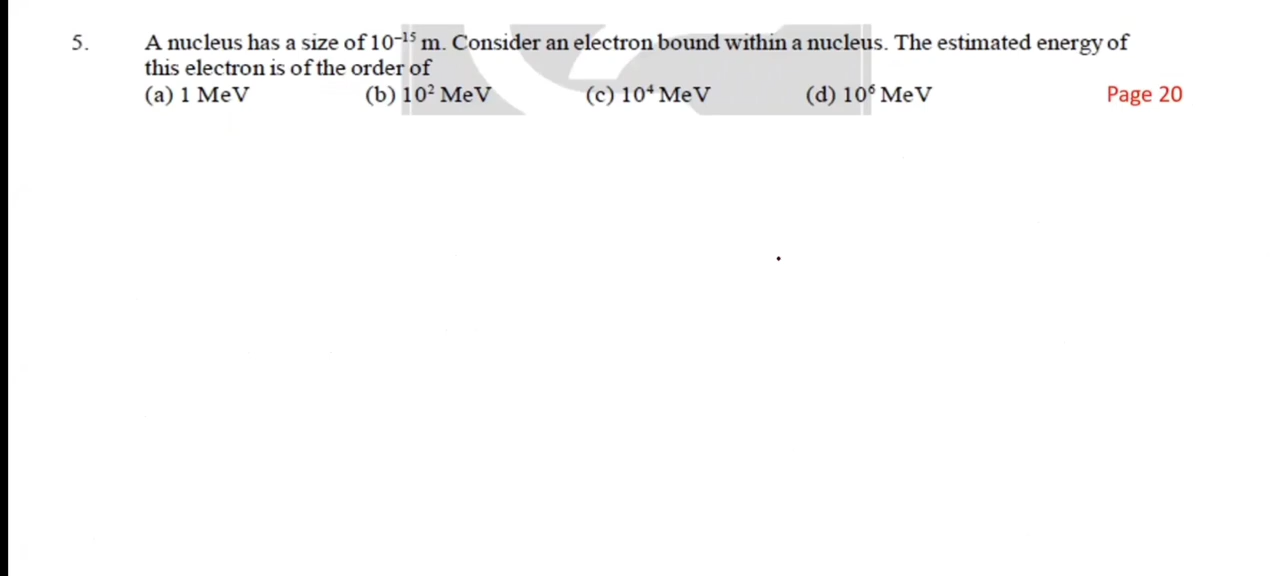 5. A nucleus has a size of 10⁻¹⁵ m. Consider an electron bound within a nucleus. The estimated energy of
this electron is of the order of
(a) 1 MeV (b) 10² MeV (c) 10⁴ MeV (d) 10⁶ MeV Page 20